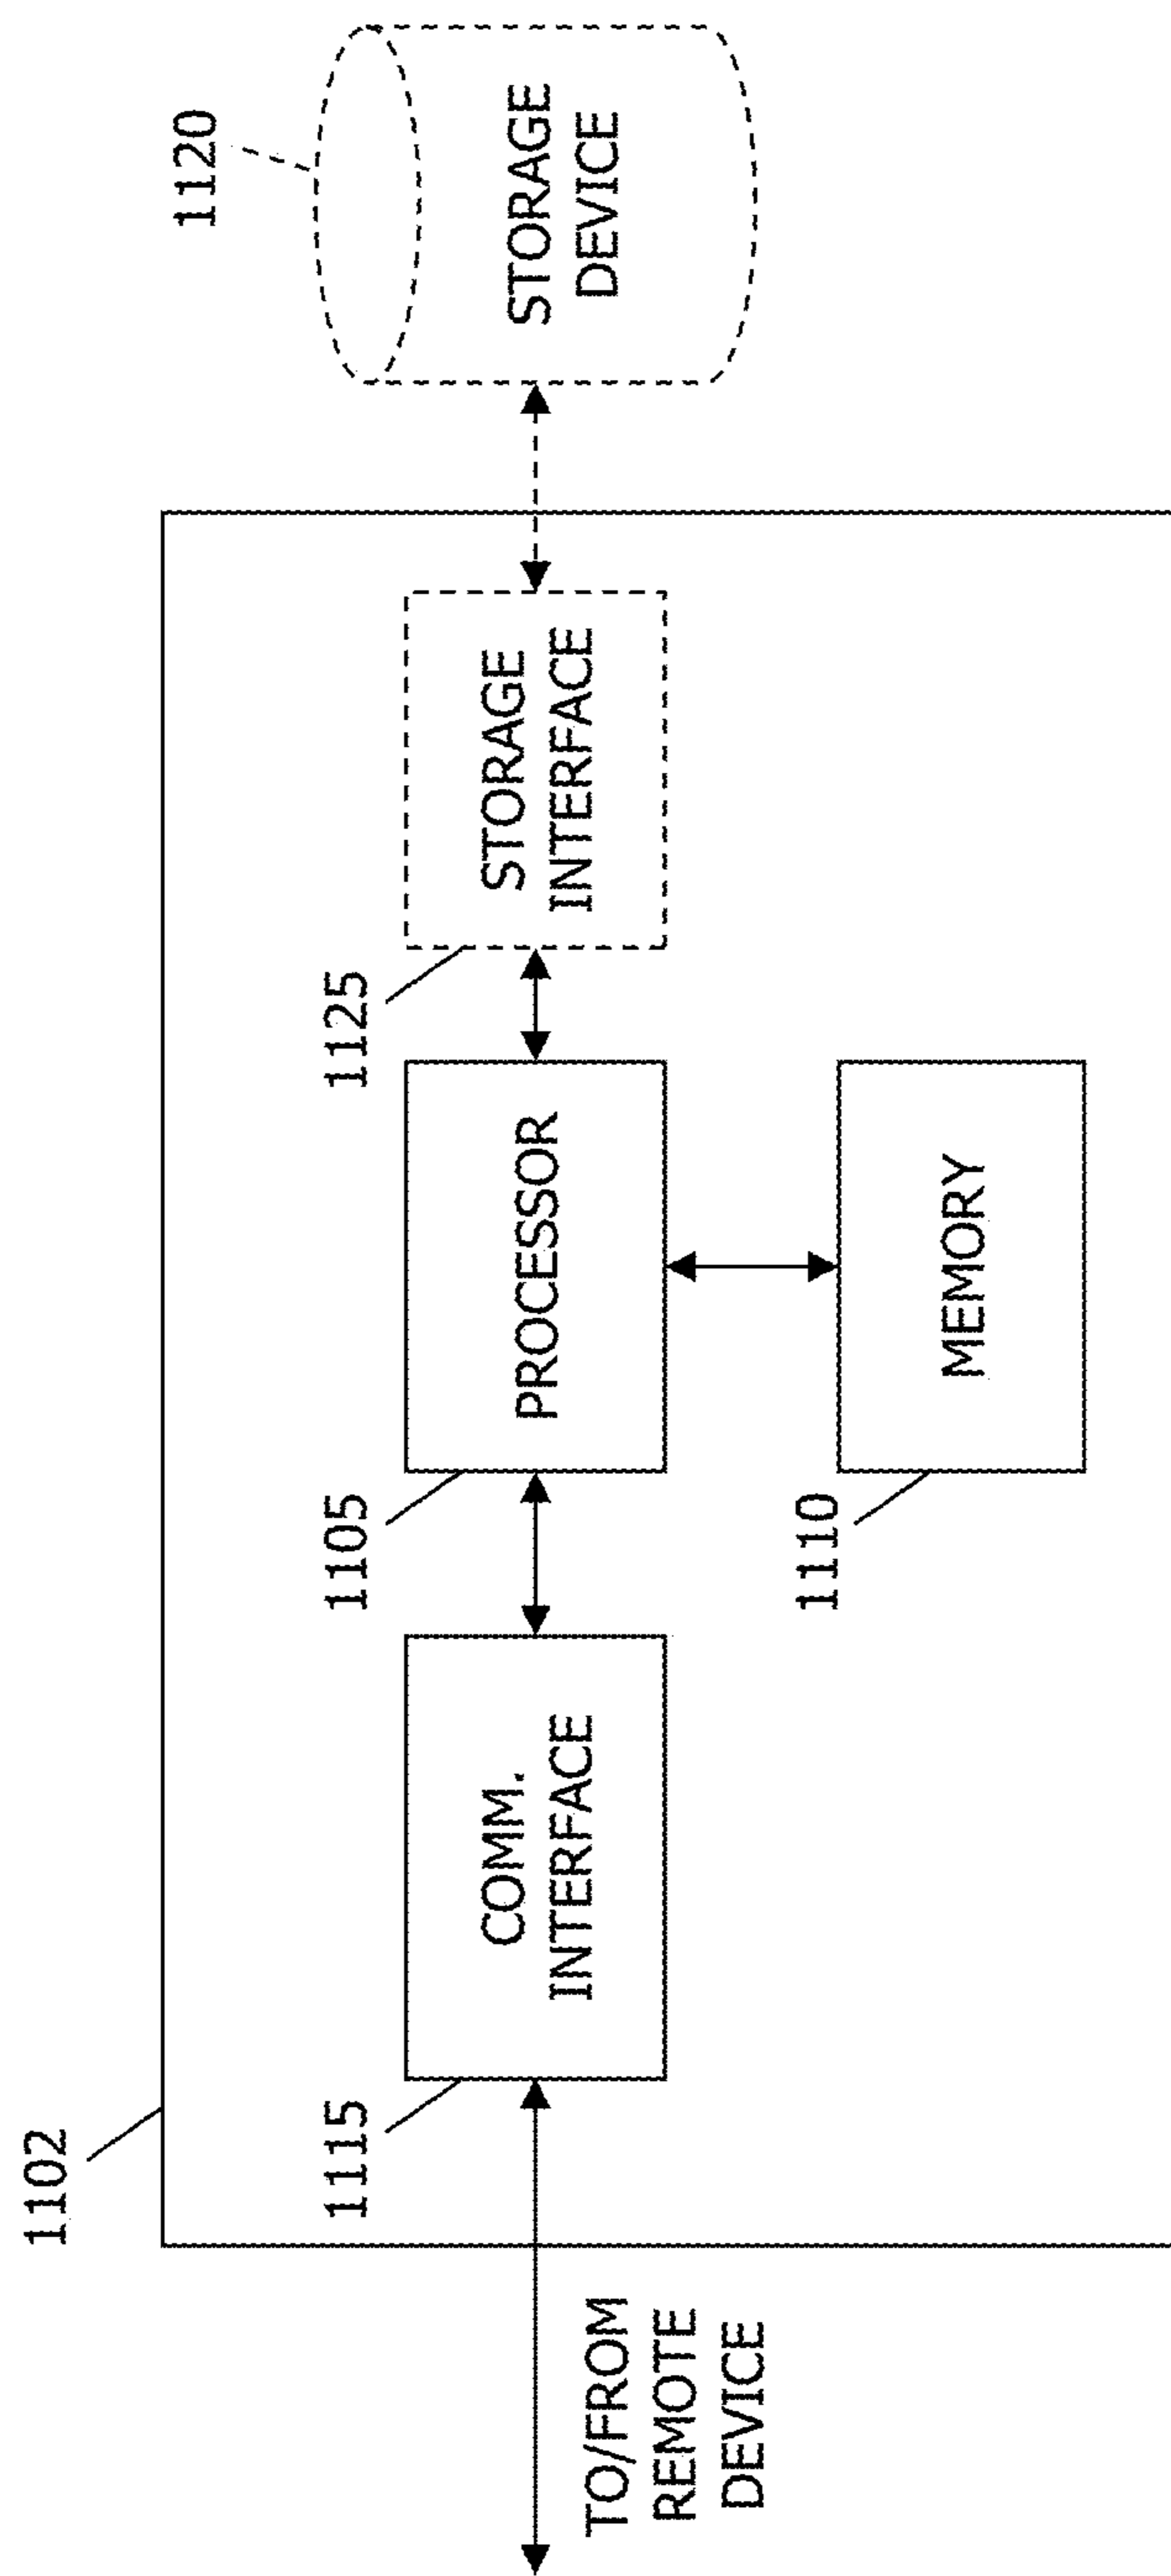 1102
1115
COMM.
INTERFACE
1105
PROCESSOR
1125
STORAGE
INTERFACE
1120
STORAGE
DEVICE
1110
MEMORY
TO/FROM
REMOTE
DEVICE